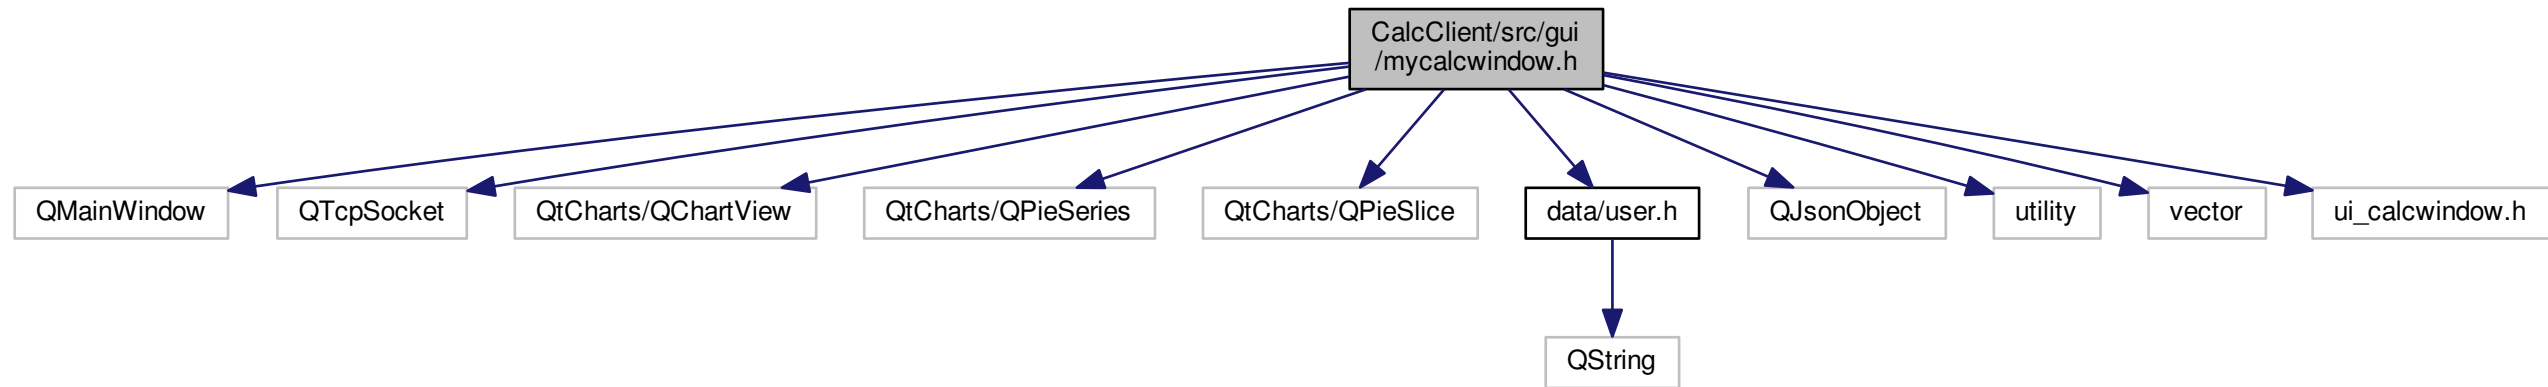 CalcClient/src/gui
/mycalcwindow.h
QMainWindow
QTcpSocket
QtCharts/QChartView
QtCharts/QPieSeries
QtCharts/QPieSlice
data/user.h
QJsonObject
utility
vector
ui_calcwindow.h
QString